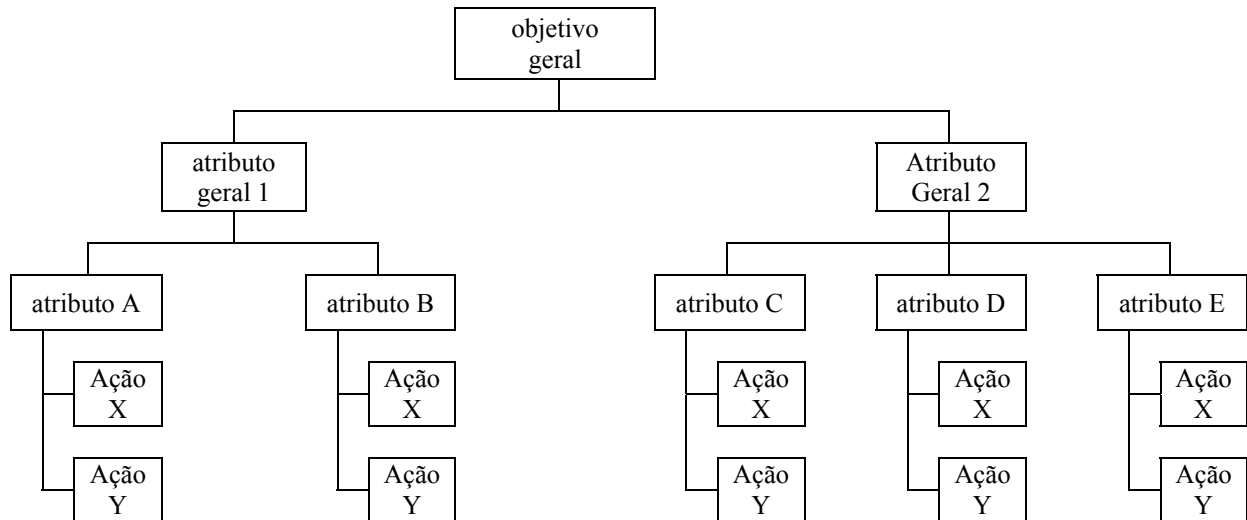 objetivo
geral
atributo
geral 1
Atributo
Geral 2
atributo A
atributo B
atributo C
atributo D
atributo E
Ação
X
Ação
X
Ação
X
Ação
X
Ação
X
Ação
Y
Ação
Y
Ação
Y
Ação
Y
Ação
Y